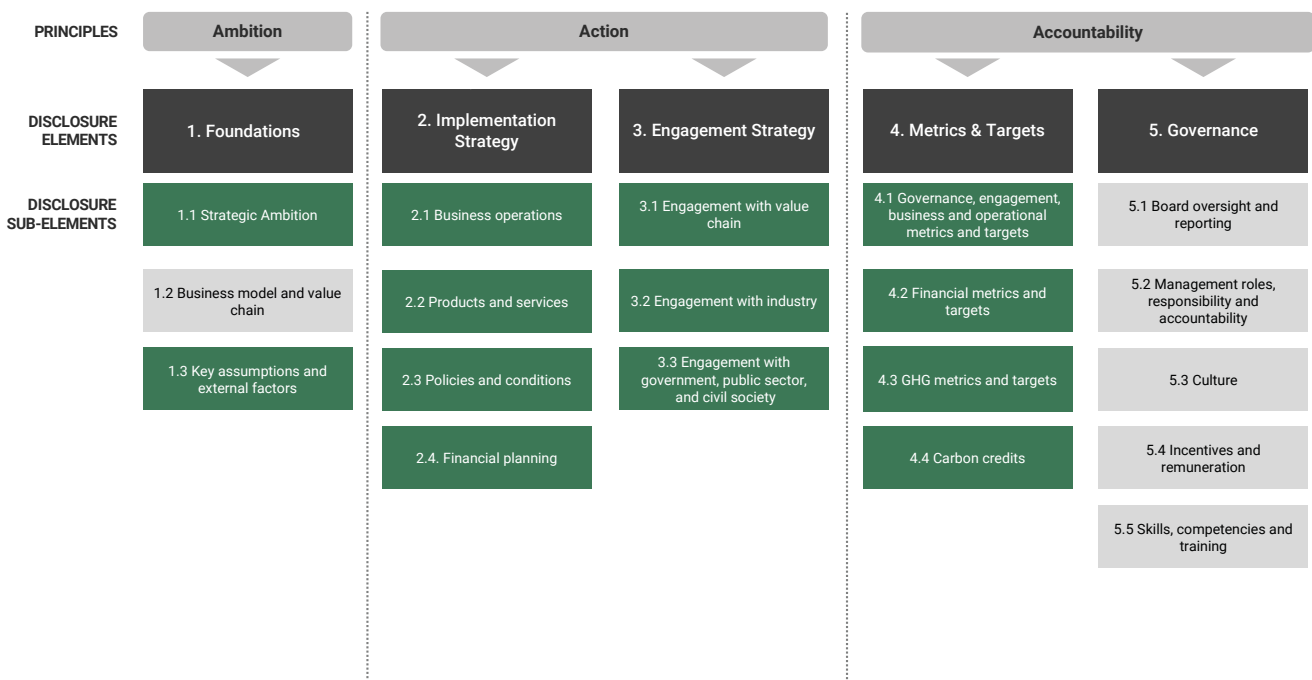 PRINCIPLES
Ambition
Action
Accountability
DISCLOSURE
ELEMENTS
1. Foundations
2. Implementation
Strategy
3. Engagement Strategy
4. Metrics & Targets
5. Governance
DISCLOSURE
SUB-ELEMENTS
1.1 Strategic Ambition
2.1 Business operations
3.1 Engagement with value
chain
4.1 Governance, engagement,
business and operational
metrics and targets
5.1 Board oversight and
reporting
1.2 Business model and value
chain
2.2 Products and services
3.2 Engagement with industry
4.2 Financial metrics and
targets
5.2 Management roles,
responsibility and
accountability
1.3 Key assumptions and
external factors
2.3 Policies and conditions
3.3 Engagement with
government, public sector,
and civil society
4.3 GHG metrics and targets
5.3 Culture
2.4. Financial planning
4.4 Carbon credits
5.4 Incentives and
remuneration
5.5 Skills, competencies and
training